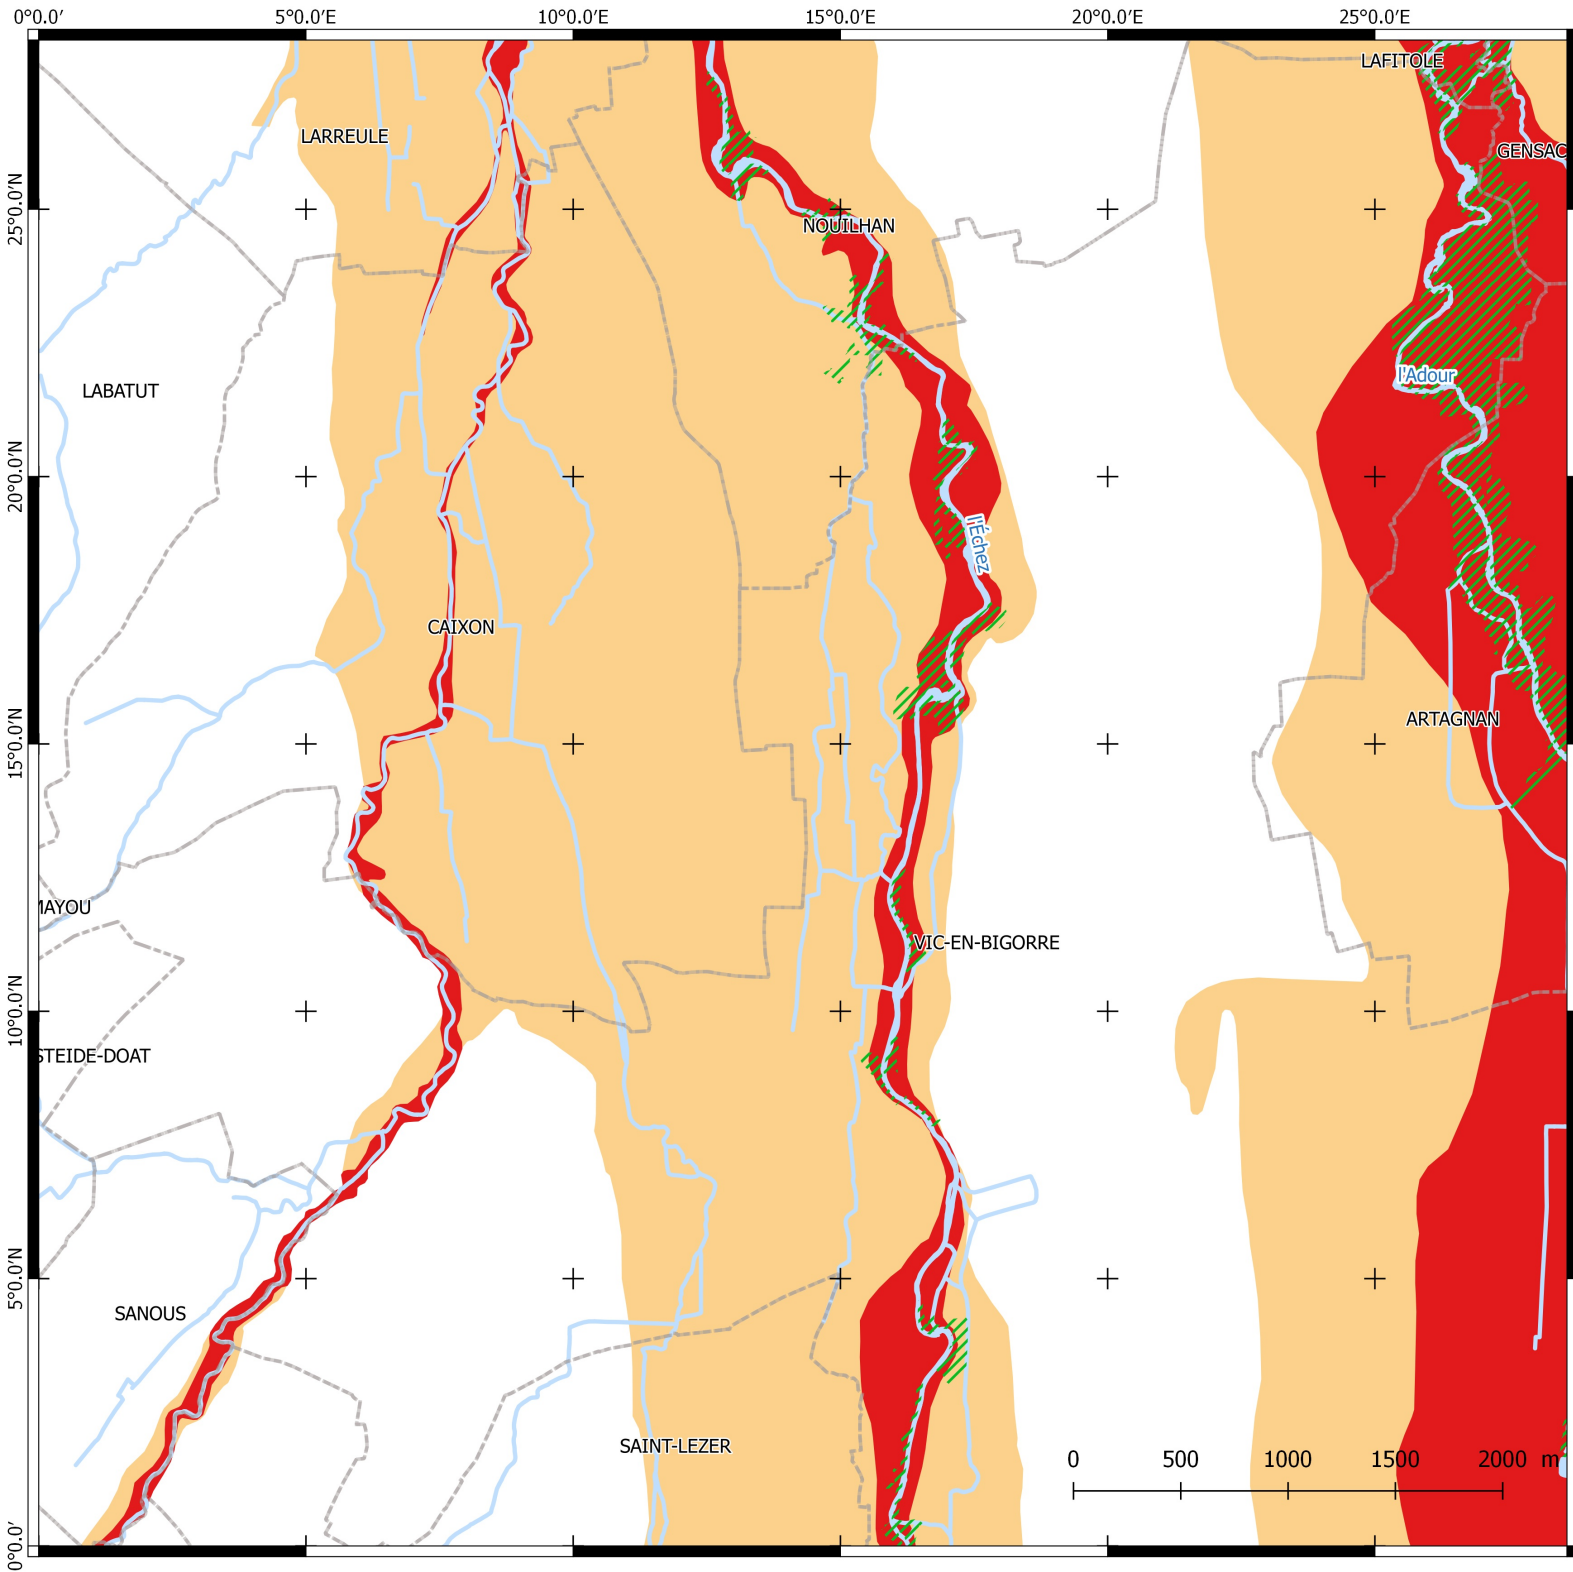 0°0.0′ 5°0.0′E 10°0.0′E 15°0.0′E 20°0.0′E 25°0.0′E
LAFITOLE
LARREULE
GENSAC
25°0.0′N
NOUILHAN
l'Adour
LABATUT
20°0.0′N
l'Échez
CAIXON
15°0.0′N
ARTAGNAN
MAYOU
VIC-EN-BIGORRE
10°0.0′N
STEIDE-DOAT
5°0.0′N
SANOUS
SAINT-LEZER
0 500 1000 1500 2000 m
0°0.0′